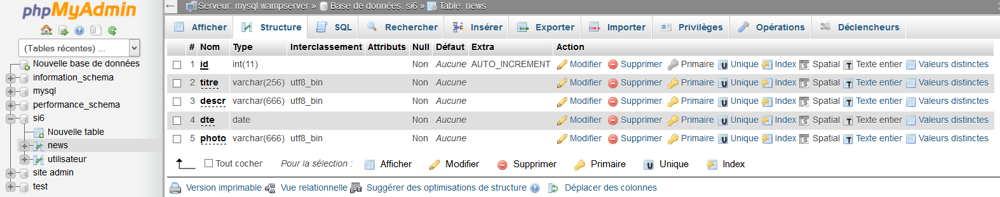 phpMyAdmin
(Tables récentes) ...
Nouvelle base de données
information_schema
mysql
performance_schema
si6
Nouvelle table
news
utilisateur
site admin
test
Serveur: mysql wampserver » Base de données: si6 » Table: news
Afficher Structure SQL Rechercher Insérer Exporter Importer Privilèges Opérations Déclencheurs
# Nom Type Interclassement Attributs Null Défaut Extra Action
1 id int(11) Non Aucune AUTO_INCREMENT Modifier Supprimer Primaire Unique Index Spatial Texte entier Valeurs distinctes
2 titre varchar(256) utf8_bin Non Aucune Modifier Supprimer Primaire Unique Index Spatial Texte entier Valeurs distinctes
3 descr varchar(666) utf8_bin Non Aucune Modifier Supprimer Primaire Unique Index Spatial Texte entier Valeurs distinctes
4 dte date Non Aucune Modifier Supprimer Primaire Unique Index Spatial Texte entier Valeurs distinctes
5 photo varchar(666) utf8_bin Non Aucune Modifier Supprimer Primaire Unique Index Spatial Texte entier Valeurs distinctes
Tout cocher Pour la sélection : Afficher Modifier Supprimer Primaire Unique Index
Version imprimable Vue relationnelle Suggérer des optimisations de structure Déplacer des colonnes